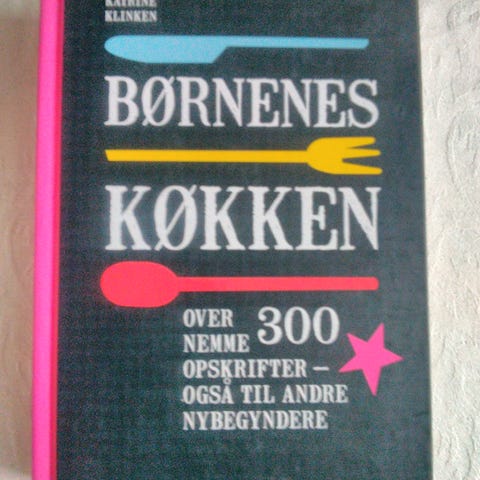 KATRINE
KLINKEN
BØRNENES
KØKKEN
OVER 300
NEMME
OPSKRIFTER –
OGSÅ TIL ANDRE
NYBEGYNDERE